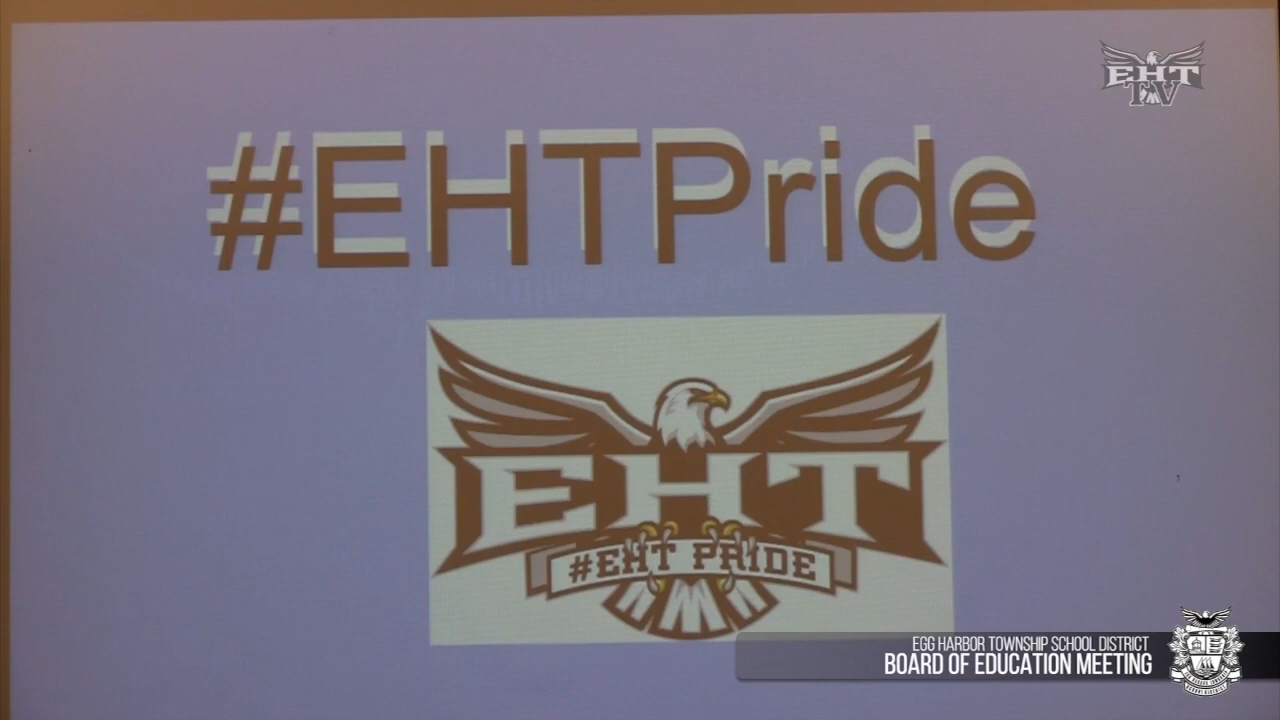 EHT
TV
#EHTPride
EHT
#EHT PRIDE
EGG HARBOR TOWNSHIP SCHOOL DISTRICT
BOARD OF EDUCATION MEETING